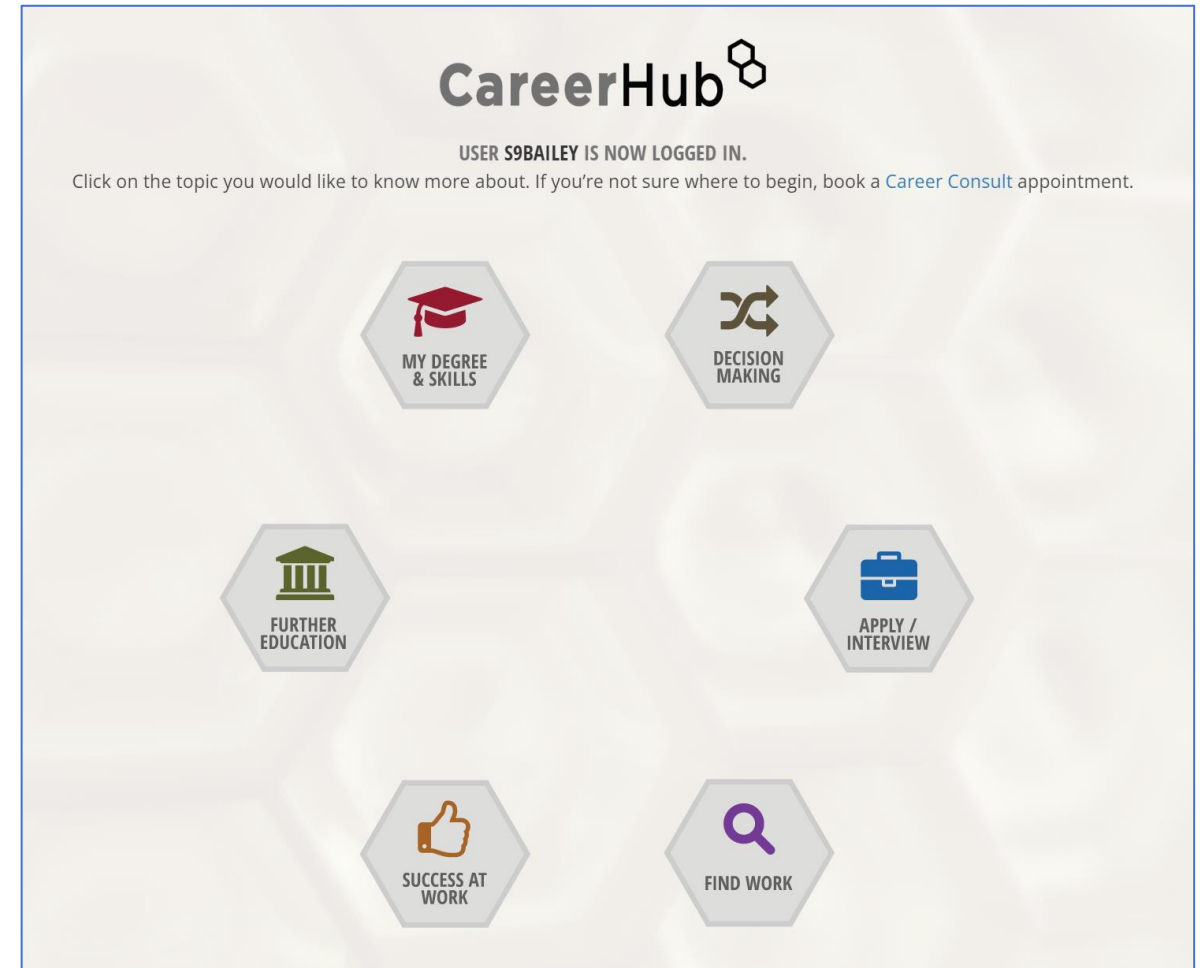 CareerHub
USER S9BAILEY IS NOW LOGGED IN.
Click on the topic you would like to know more about. If you’re not sure where to begin, book a Career Consult appointment.
MY DEGREE
& SKILLS
DECISION
MAKING
FURTHER
EDUCATION
APPLY /
INTERVIEW
SUCCESS AT
WORK
FIND WORK